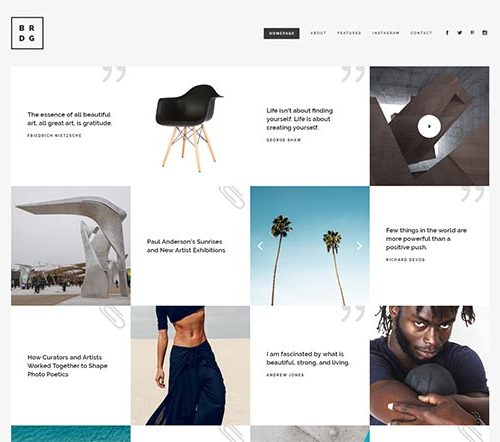 B R
D G
HOMEPAGE ABOUT FEATURED INSTAGRAM CONTACT
The essence of all beautiful
art, all great art, is gratitude.
FRIEDRICH NIETZSCHE
Life isn't about finding
yourself. Life is about
creating yourself.
GEORGE SHAW
Paul Anderson's Sunrises
and New Artist Exhibitions
Few things in the world are
more powerful than a
positive push.
RICHARD DEVOS
How Curators and Artists
Worked Together to Shape
Photo Poetics
I am fascinated by what is
beautiful, strong, and living.
ANDREW JONES